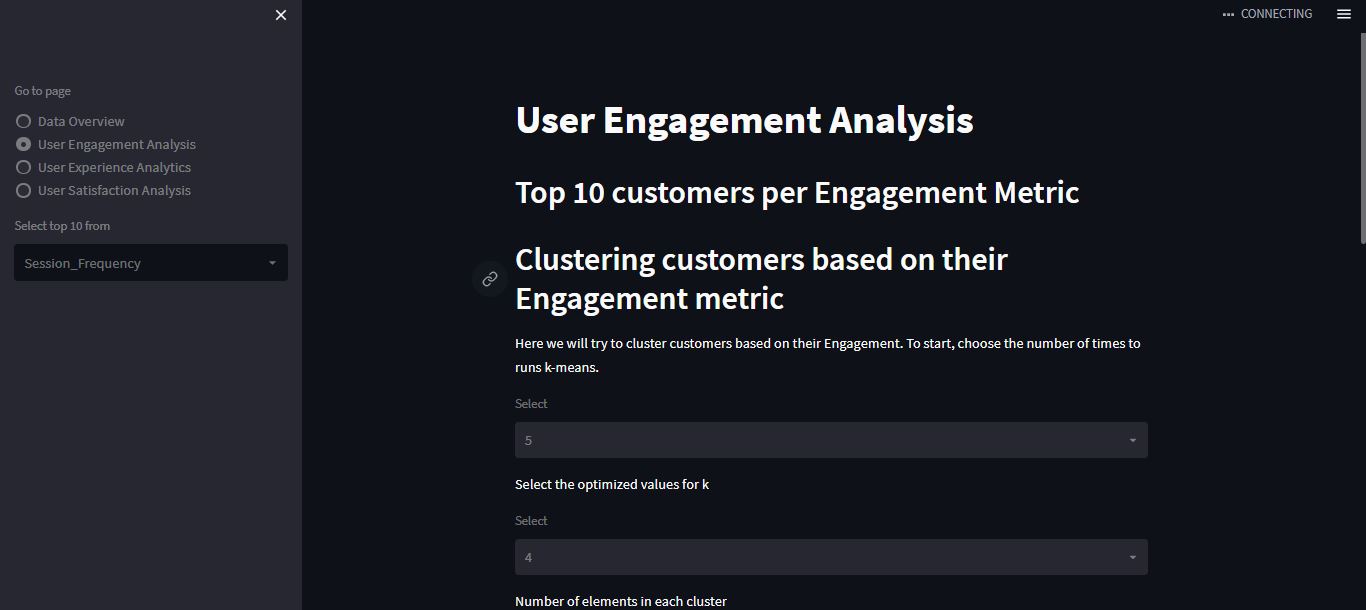 CONNECTING
Go to page
Data Overview
User Engagement Analysis
User Experience Analytics
User Satisfaction Analysis
Select top 10 from
Session_Frequency
User Engagement Analysis
Top 10 customers per Engagement Metric
Clustering customers based on their
Engagement metric
Here we will try to cluster customers based on their Engagement. To start, choose the number of times to
runs k-means.
Select
5
Select the optimized values for k
Select
4
Number of elements in each cluster